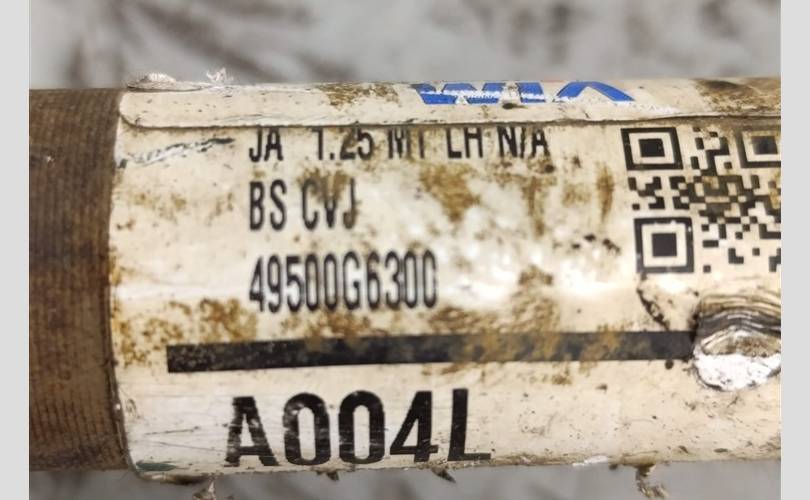 JA 1.25 MT LH N/A
BS CVJ
49500G6300
A004L